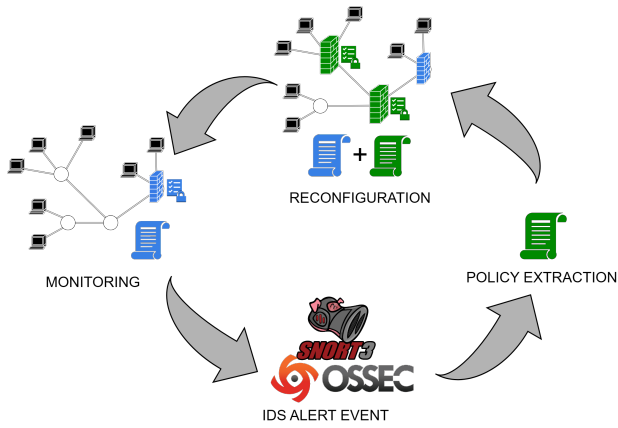 +
RECONFIGURATION
MONITORING
POLICY EXTRACTION
SNORT3
OSSEC
IDS ALERT EVENT